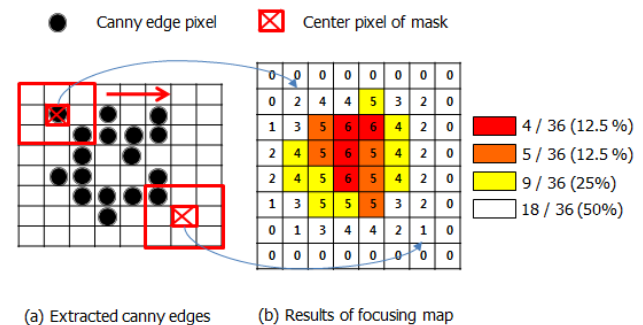 Canny edge pixel
Center pixel of mask
0 0 0 0 0 0 0 0
0 2 4 4 5 3 2 0
1 3 5 6 6 4 2 0
2 4 5 6 5 4 2 0
2 4 5 6 5 4 2 0
1 3 5 5 5 3 2 0
0 1 3 4 4 2 1 0
0 0 0 0 0 0 0 0
4 / 36 (12.5 %)
5 / 36 (12.5%)
9 / 36 (25%)
18 / 36 (50%)
(a) Extracted canny edges
(b) Results of focusing map